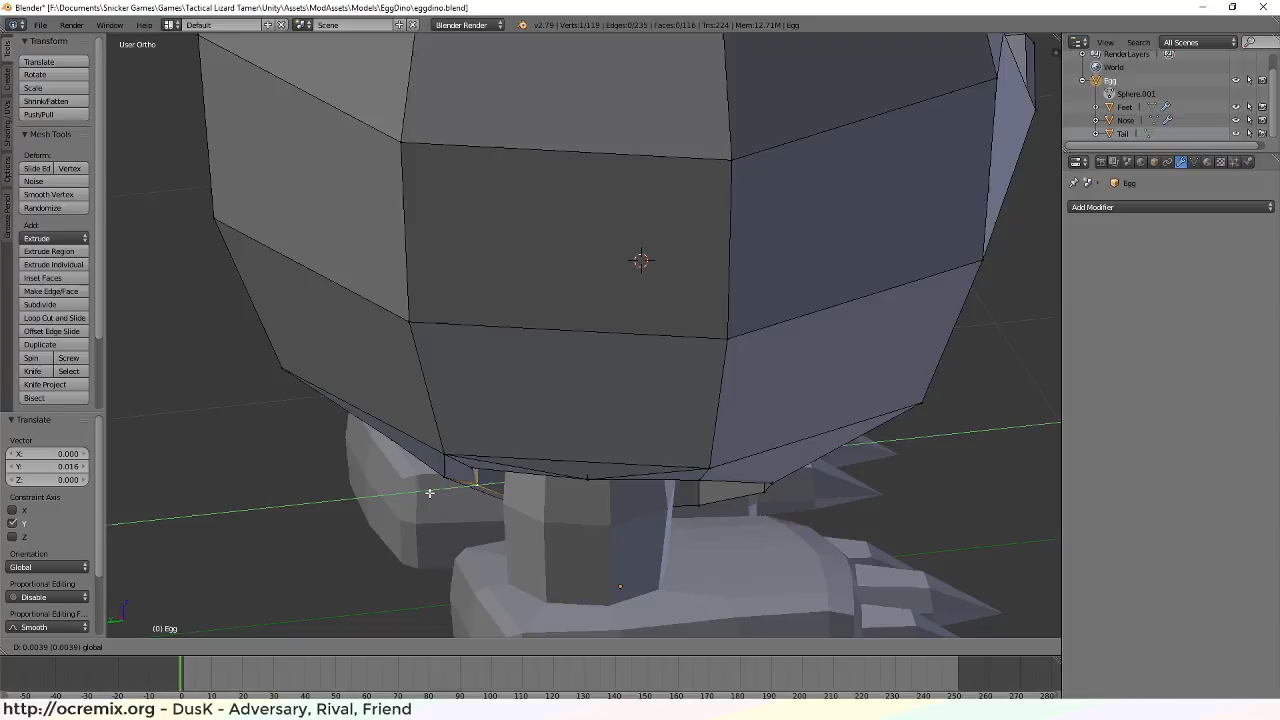 Blender* [F:\Documents\Snicker Games\Games\Tactical Lizard Tamer\Unity\Assets\ModAssets\Models\EggDino\eggdino.blend]
File Render Window Help Default Scene Blender Render v2.79 | Verts:1/119 | Edges:0/235 | Faces:0/116 | Tris:224 | Mem:12.71M | Egg
User Ortho
Transform
Translate
Rotate
Scale
Shrink/Fatten
Push/Pull
Mesh Tools
Deform:
Slide Ed Vertex
Noise
Smooth Vertex
Randomize
Add:
Extrude
Extrude Region
Extrude Individual
Inset Faces
Make Edge/Face
Subdivide
Loop Cut and Slide
Offset Edge Slide
Duplicate
Spin Screw
Knife Select
Knife Project
Bisect
Tools
Create
Shading / UVs
Options
Grease Pencil
Translate
Vector
X: 0.000
Y: 0.016
Z: 0.000
Constraint Axis
X
Y
Z
Orientation
Global
Proportional Editing
Disable
Proportional Editing F...
Smooth
(0) Egg
D: 0.0039 (0.0039) global
View Search All Scenes
RenderLayers
World
Egg
Sphere.001
Feet
Nose
Tail
Egg
Add Modifier
-50 -40 -30 -20 -10 0 10 20 30 40 50 60 70 80 90 100 110 120 130 140 150 160 170 180 190 200 210 220 230 240 250 260 270 280
http://ocremix.org - DusK - Adversary, Rival, Friend